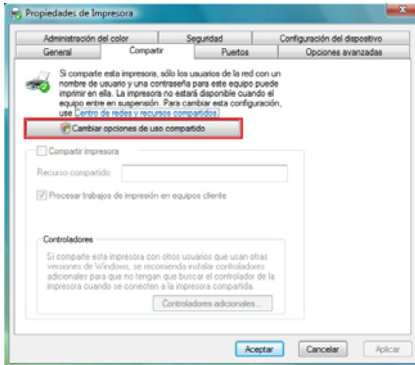 Propiedades de Impresora
Administración del color Seguridad Configuración del dispositivo
General Compartir Puertos Opciones avanzadas
Si comparte esta impresora, sólo los usuarios de la red con un
nombre de usuario y una contraseña para este equipo puede
imprimir en ella. La impresora no estará disponible cuando el
equipo entre en suspensión. Para cambiar esta configuración,
use Centro de redes y recursos compartidos.
Cambiar opciones de uso compartido
Compartir impresora
Recurso compartido:
Procesar trabajos de impresión en equipos cliente
Controladores
Si comparte esta impresora con otros usuarios que usan otras
versiones de Windows, se recomienda instalar controladores
adicionales para que no tengan que buscar el controlador de la
impresora cuando se conecten a la impresora compartida.
Controladores adicionales...
Aceptar Cancelar Aplicar